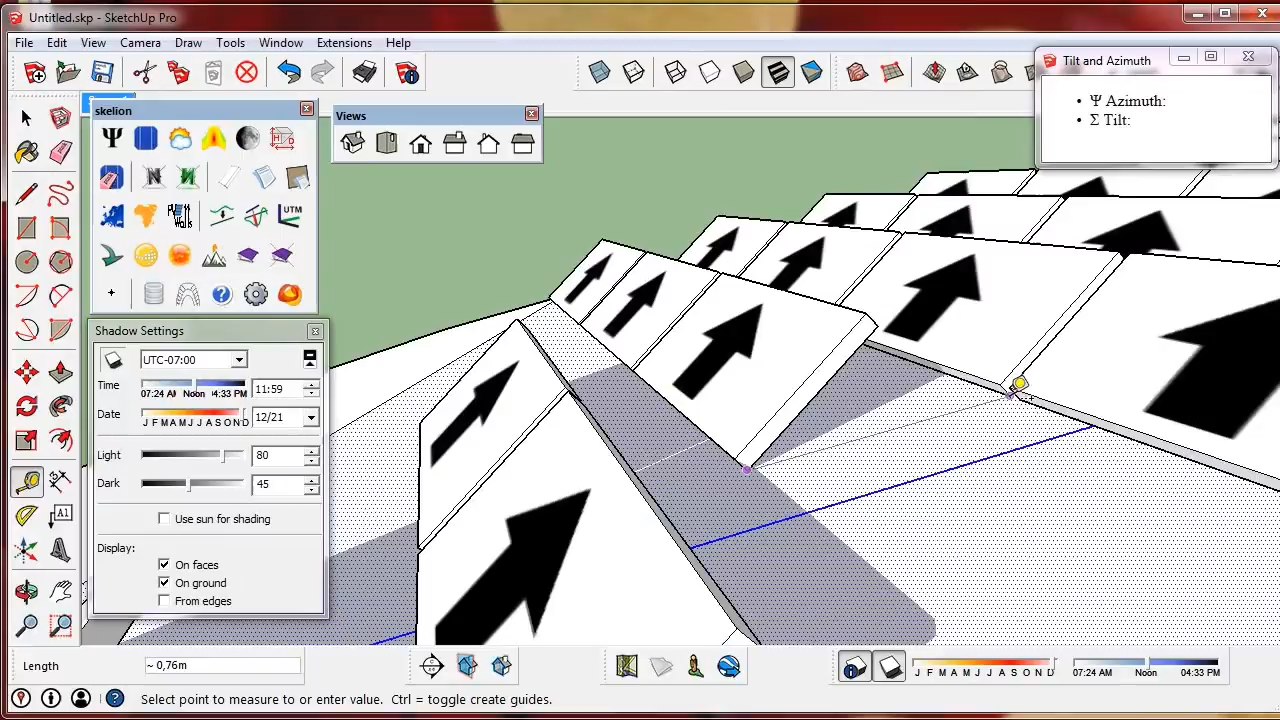 Untitled.skp - SketchUp Pro
File Edit View Camera Draw Tools Window Extensions Help
Tilt and Azimuth
• Ψ Azimuth:
• Σ Tilt:
skelion
Views
UTM
Shadow Settings
UTC-07:00
Time
11:59
07:24 AM Noon 04:33 PM
Date
12/21
J F M A M J J A S O N D
Light
80
Dark
45
Use sun for shading
Display:
On faces
On ground
From edges
A1
Length
~ 0,76m
J F M A M J J A S O N D
07:24 AM Noon 04:33 PM
Select point to measure to or enter value. Ctrl = toggle create guides.